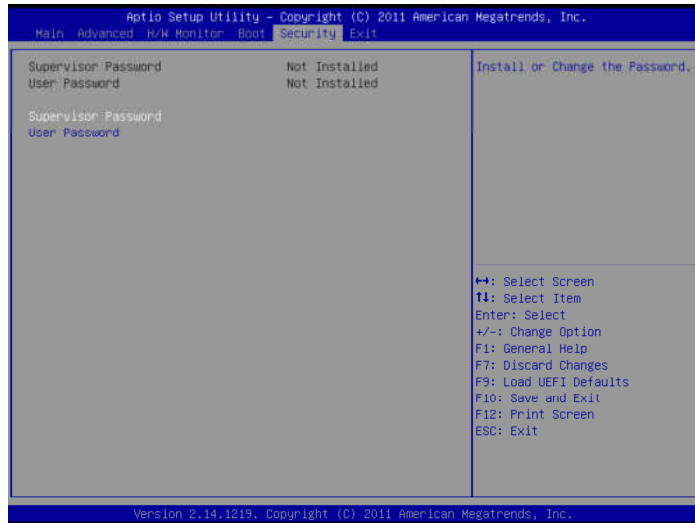 Aptio Setup Utility - Copyright (C) 2011 American Megatrends, Inc.
Main Advanced H/W Monitor Boot Security Exit
Supervisor Password Not Installed
User Password Not Installed
Supervisor Password
User Password
Install or Change the Password.
↔: Select Screen
↑↓: Select Item
Enter: Select
+/-: Change Option
F1: General Help
F7: Discard Changes
F9: Load UEFI Defaults
F10: Save and Exit
F12: Print Screen
ESC: Exit
Version 2.14.1219. Copyright (C) 2011 American Megatrends, Inc.